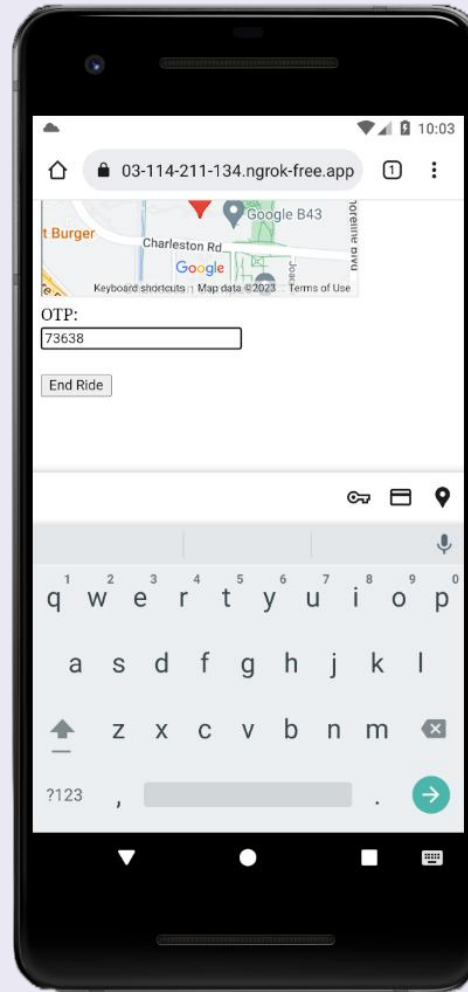 10:03
03-114-211-134.ngrok-free.app 1
t Burger
Google B43
Charleston Rd
Google
Joaq
Keyboard shortcuts Map data ©2023 Terms of Use
OTP:
73638
End Ride
1 2 3 4 5 6 7 8 9 0
q w e r t y u i o p
a s d f g h j k l
z x c v b n m
?123 , .